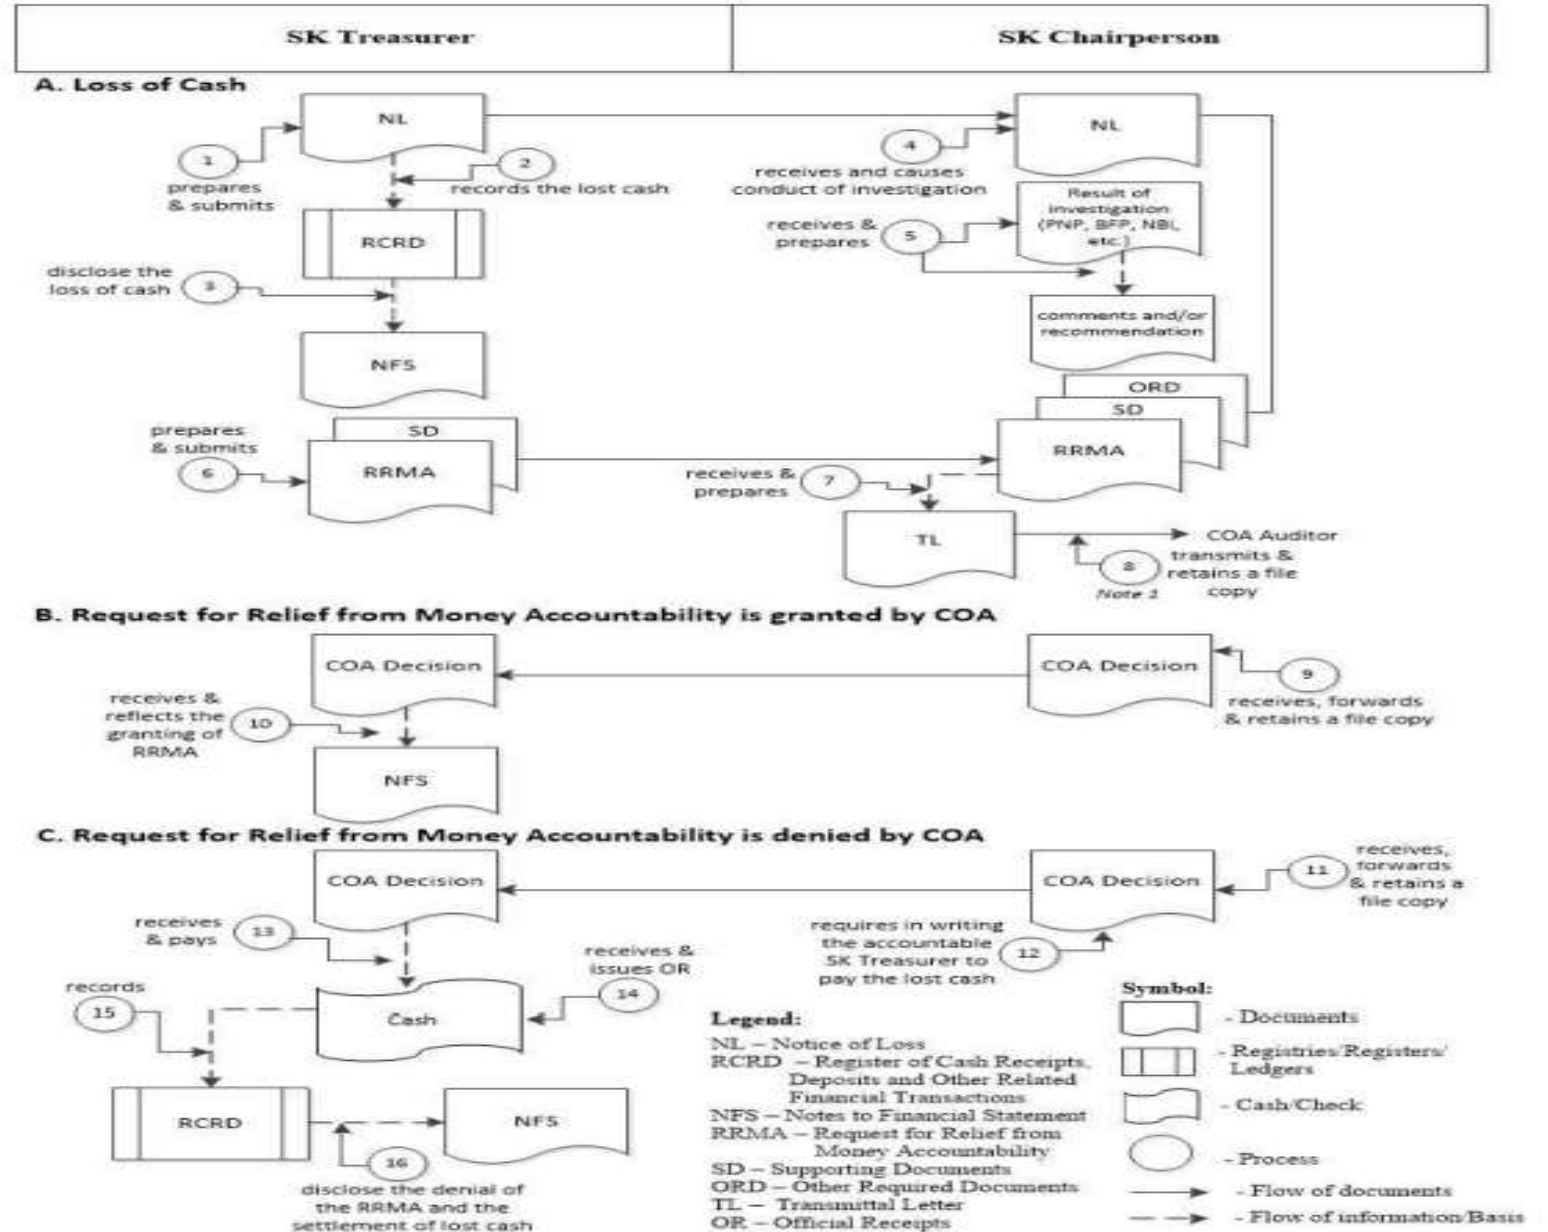 SK Treasurer
SK Chairperson
A. Loss of Cash
NL
1
prepares
& submits
2
records the lost cash
RCRD
disclose the
loss of cash
3
NFS
NL
4
receives and causes
conduct of investigation
Result of
investigation
(PNP, BFP, NBI,
etc.)
receives &
prepares
5
comments and/or
recommendation
ORD
SD
RRMA
prepares
& submits
6
SD
RRMA
receives &
prepares
7
TL
COA Auditor
8
transmits &
retains a file
copy
Note 1
B. Request for Relief from Money Accountability is granted by COA
COA Decision
COA Decision
9
receives, forwards
& retains a file copy
receives &
reflects the
granting of
RRMA
10
NFS
C. Request for Relief from Money Accountability is denied by COA
COA Decision
COA Decision
11
receives,
forwards
& retains a
file copy
requires in writing
the accountable
SK Treasurer to
pay the lost cash
12
receives
& pays
13
receives &
issues OR
14
Cash
records
15
RCRD
NFS
16
disclose the denial of
the RRMA and the
settlement of lost cash
Legend:
NL – Notice of Loss
RCRD – Register of Cash Receipts,
Deposits and Other Related
Financial Transactions
NFS – Notes to Financial Statement
RRMA – Request for Relief from
Money Accountability
SD – Supporting Documents
ORD – Other Required Documents
TL – Transmittal Letter
OR – Official Receipts
Symbol:
- Documents
- Registries/Registers/
Ledgers
- Cash/Check
- Process
- Flow of documents
- Flow of information/Basis